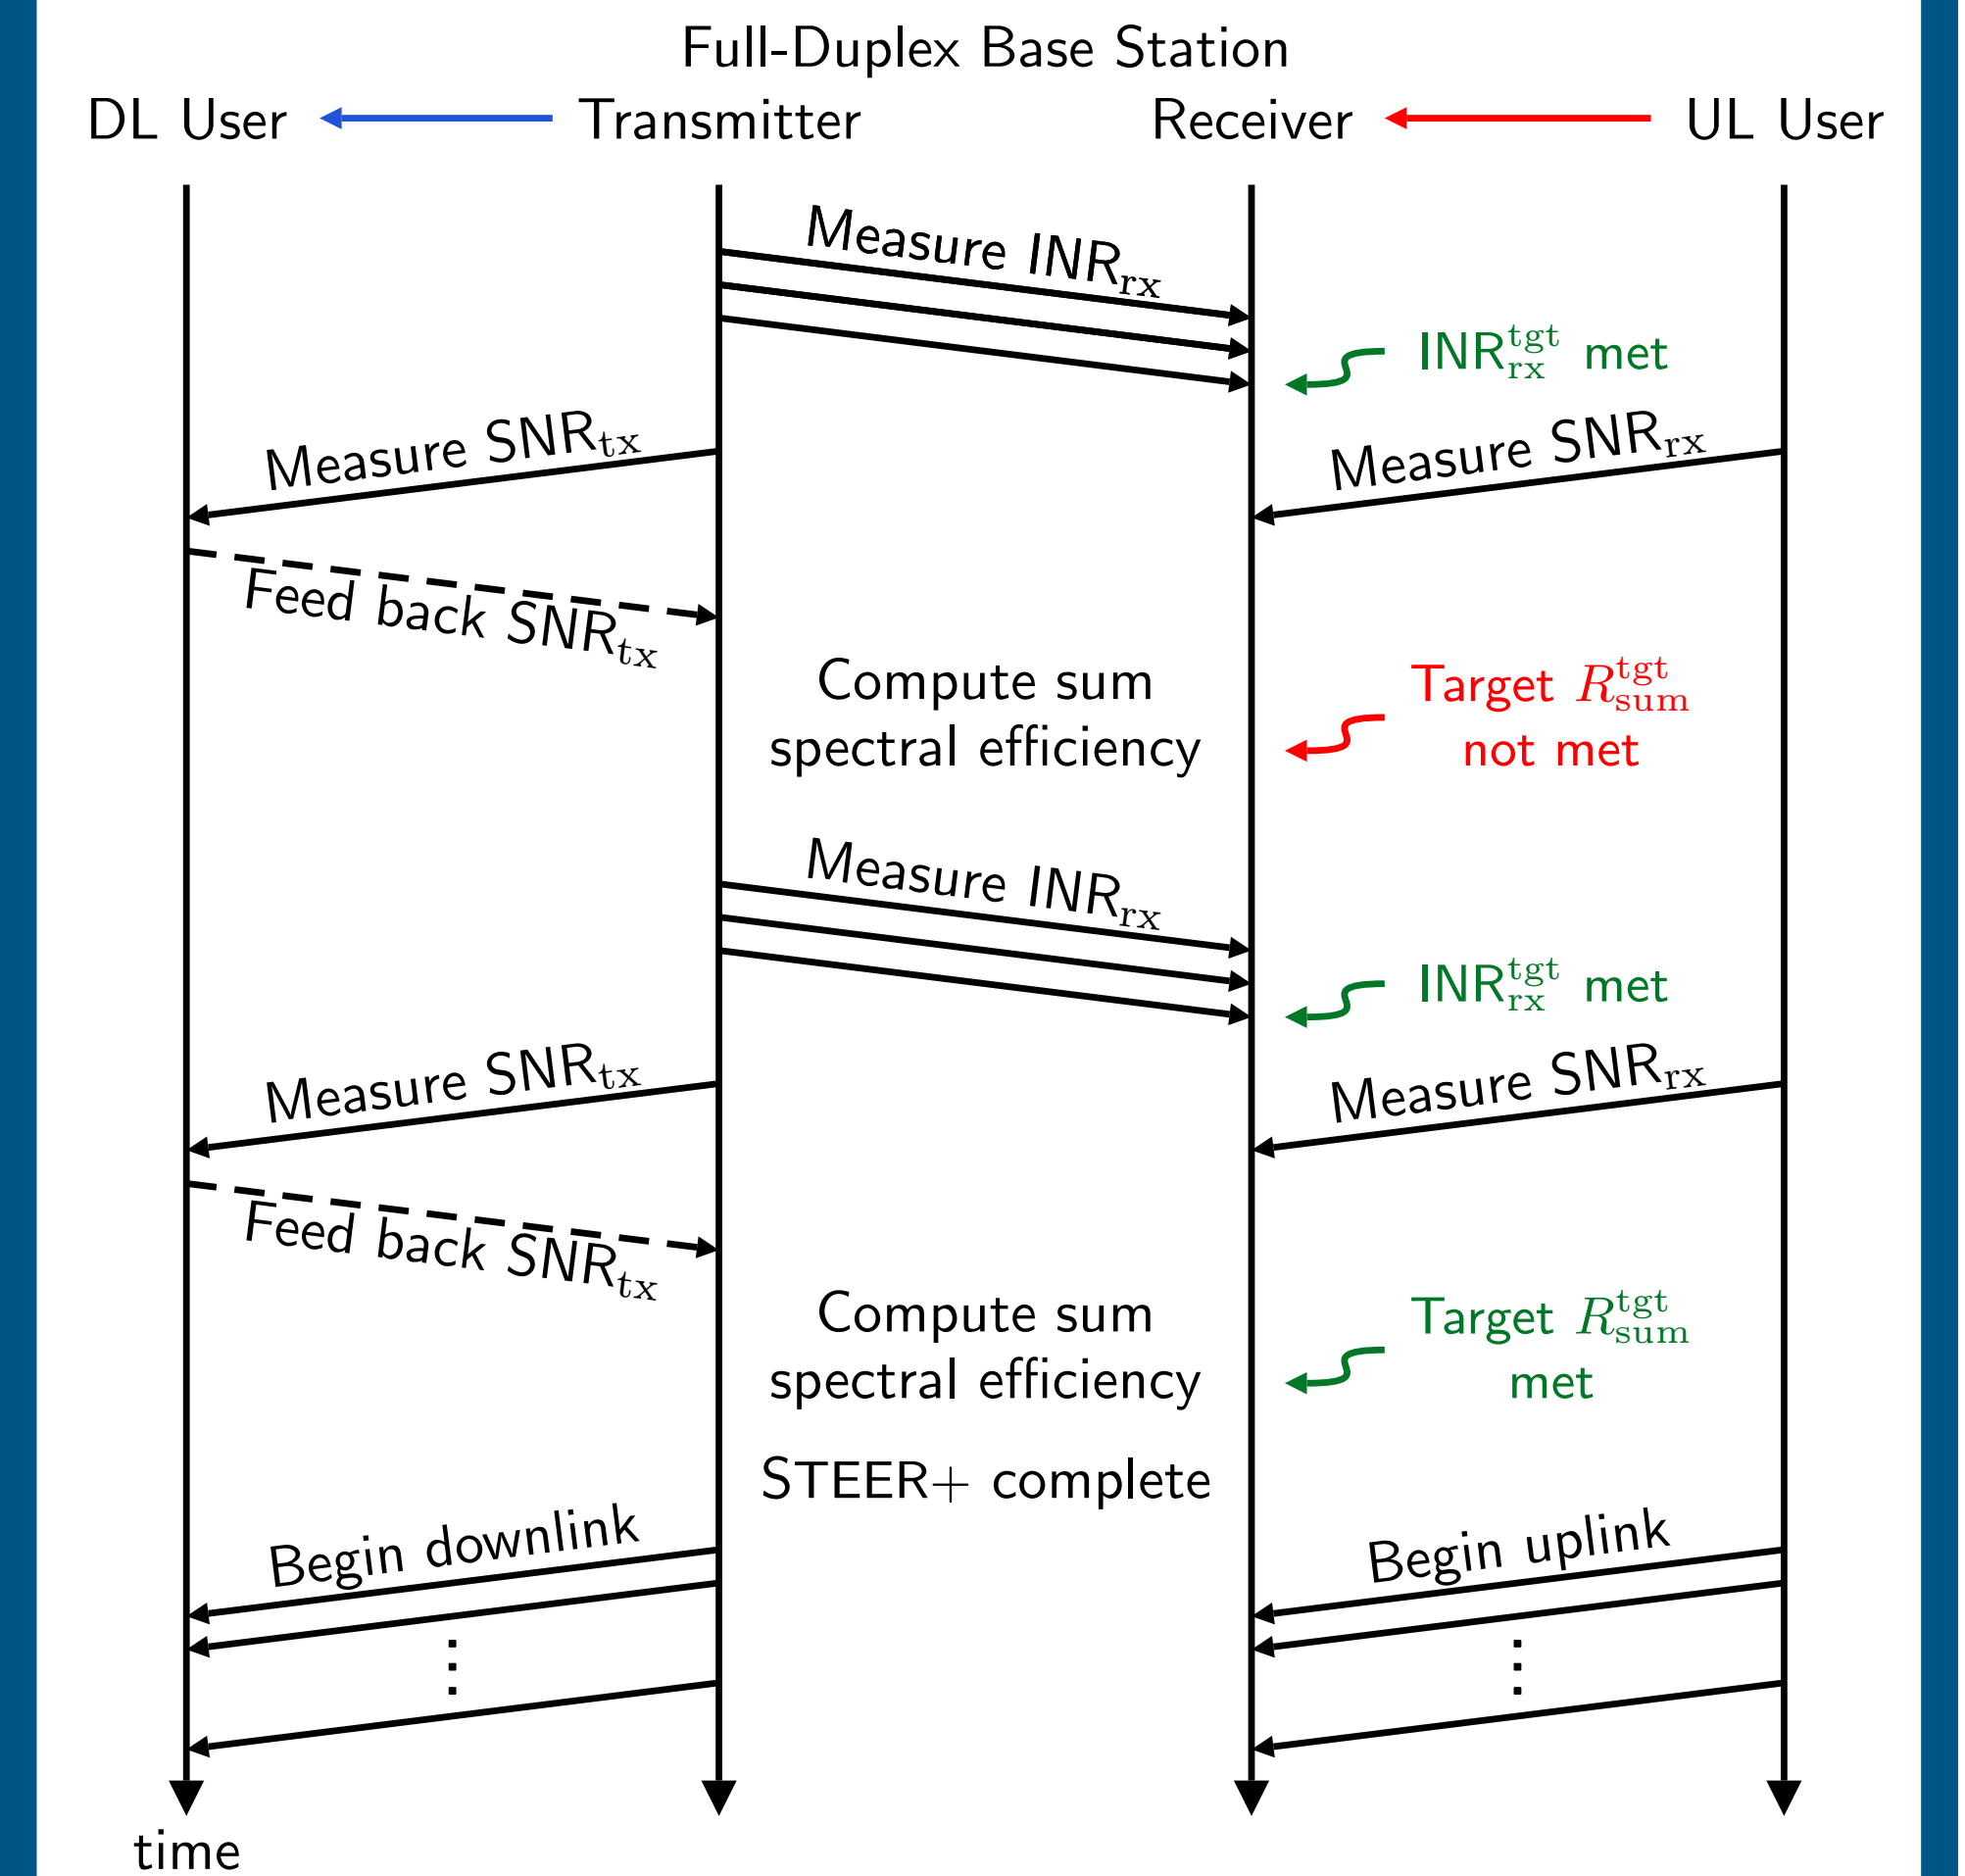 Full-Duplex Base Station
DL User
Transmitter
Receiver
UL User
Measure INR_rx
INR_rx^tgt met
Measure SNR_tx
Measure SNR_rx
Feed back SNR_tx
Compute sum
spectral efficiency
Target R_sum^tgt
not met
Measure INR_rx
INR_rx^tgt met
Measure SNR_tx
Measure SNR_rx
Feed back SNR_tx
Compute sum
spectral efficiency
Target R_sum^tgt
met
STEER+ complete
Begin downlink
Begin uplink
time